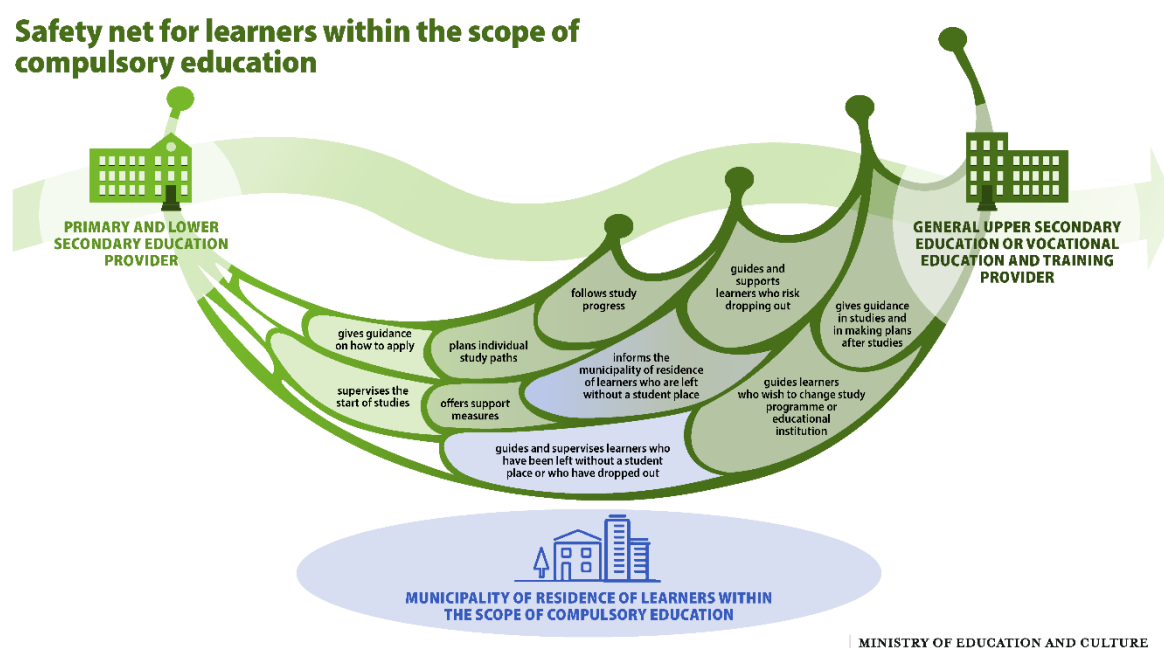 Safety net for learners within the scope of
compulsory education
PRIMARY AND LOWER
SECONDARY EDUCATION
PROVIDER
GENERAL UPPER SECONDARY
EDUCATION OR VOCATIONAL
EDUCATION AND TRAINING
PROVIDER
gives guidance
on how to apply
supervises the
start of studies
plans individual
study paths
offers support
measures
follows study
progress
informs the
municipality of residence
of learners who are left
without a student place
guides and
supports
learners who risk
dropping out
gives guidance
in studies and
in making plans
after studies
guides learners
who wish to change study
programme or
educational
institution
guides and supervises learners who
have been left without a student
place or who have dropped out
MUNICIPALITY OF RESIDENCE OF LEARNERS WITHIN
THE SCOPE OF COMPULSORY EDUCATION
MINISTRY OF EDUCATION AND CULTURE